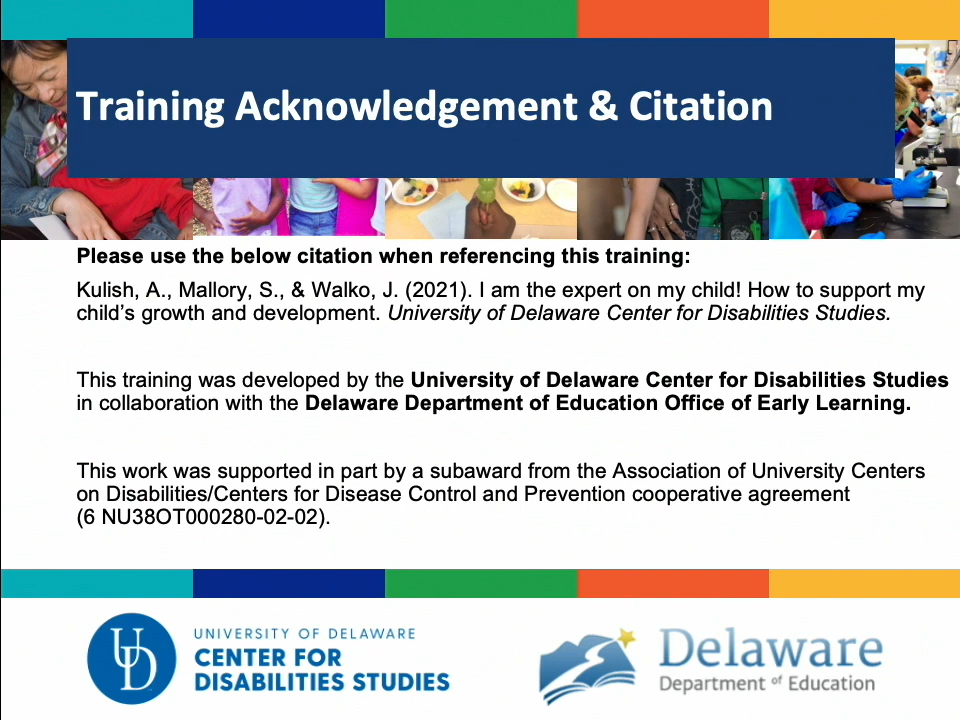 Training Acknowledgement & Citation
Please use the below citation when referencing this training:
Kulish, A., Mallory, S., & Walko, J. (2021). I am the expert on my child! How to support my
child’s growth and development. University of Delaware Center for Disabilities Studies.
This training was developed by the University of Delaware Center for Disabilities Studies
in collaboration with the Delaware Department of Education Office of Early Learning.
This work was supported in part by a subaward from the Association of University Centers
on Disabilities/Centers for Disease Control and Prevention cooperative agreement
(6 NU38OT000280-02-02).
UD
UNIVERSITY OF DELAWARE
CENTER FOR
DISABILITIES STUDIES
Delaware
Department of Education